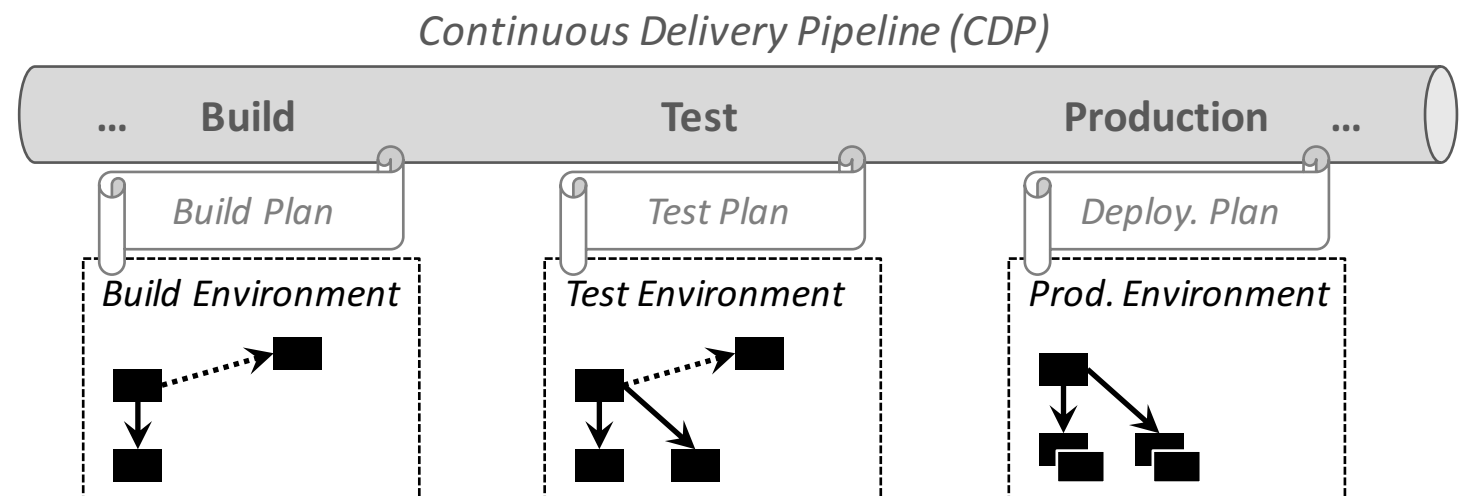 Continuous Delivery Pipeline (CDP)
… Build Test Production …
Build Plan Test Plan Deploy. Plan
Build Environment Test Environment Prod. Environment